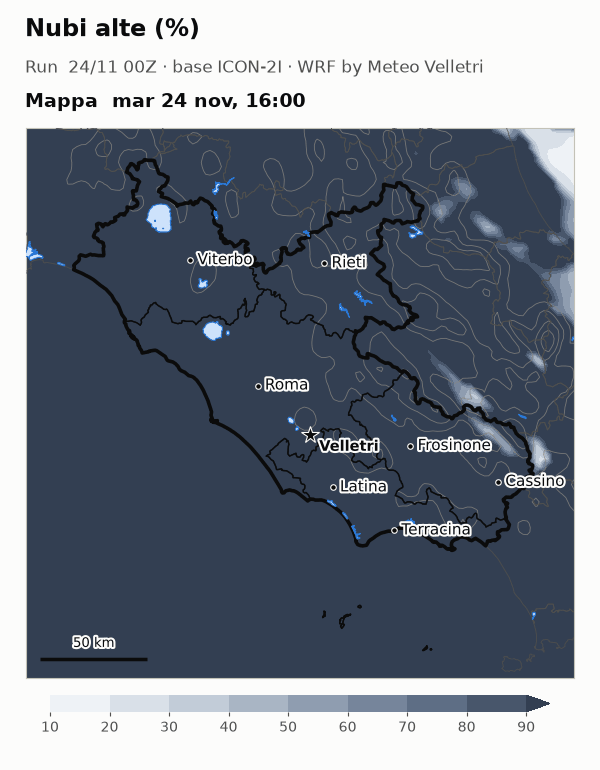 Nubi alte (%)
Run 24/11 00Z · base ICON-2I · WRF by Meteo Velletri
Mappa mar 24 nov, 16:00
Viterbo
Rieti
Roma
Velletri
Frosinone
Latina
Cassino
Terracina
50 km
10 20 30 40 50 60 70 80 90